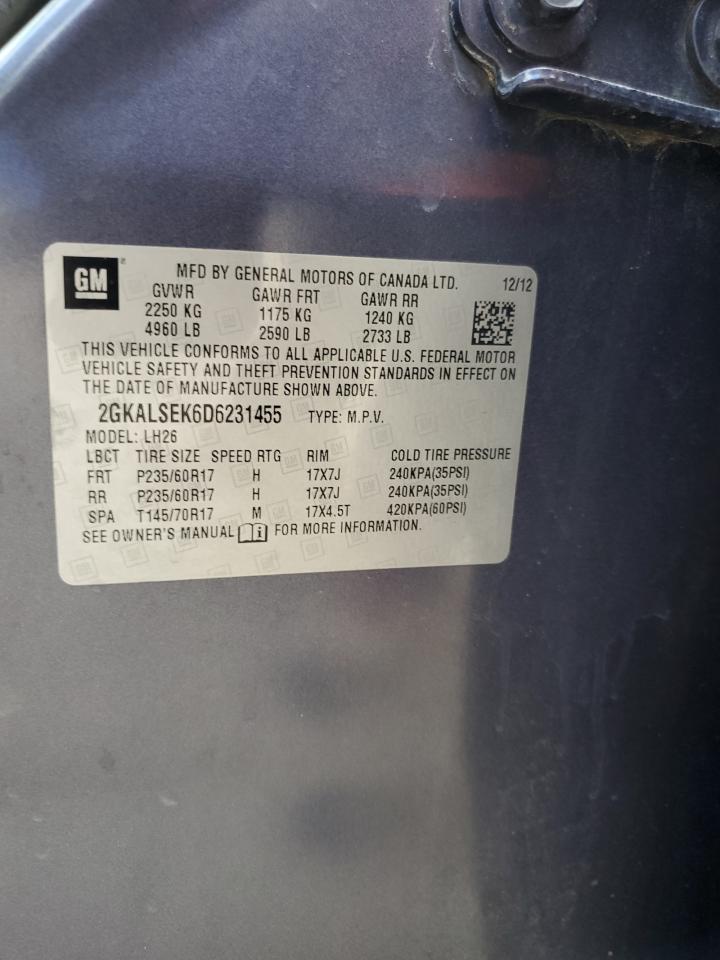 GM
MFD BY GENERAL MOTORS OF CANADA LTD. 12/12
GVWR GAWR FRT GAWR RR
2250 KG 1175 KG 1240 KG
4960 LB 2590 LB 2733 LB
THIS VEHICLE CONFORMS TO ALL APPLICABLE U.S. FEDERAL MOTOR
VEHICLE SAFETY AND THEFT PREVENTION STANDARDS IN EFFECT ON
THE DATE OF MANUFACTURE SHOWN ABOVE.
2GKALSEK6D6231455 TYPE: M.P.V.
MODEL: LH26
LBCT TIRE SIZE SPEED RTG RIM COLD TIRE PRESSURE
FRT P235/60R17 H 17X7J 240KPA(35PSI)
RR P235/60R17 H 17X7J 240KPA(35PSI)
SPA T145/70R17 M 17X4.5T 420KPA(60PSI)
SEE OWNER'S MANUAL FOR MORE INFORMATION.